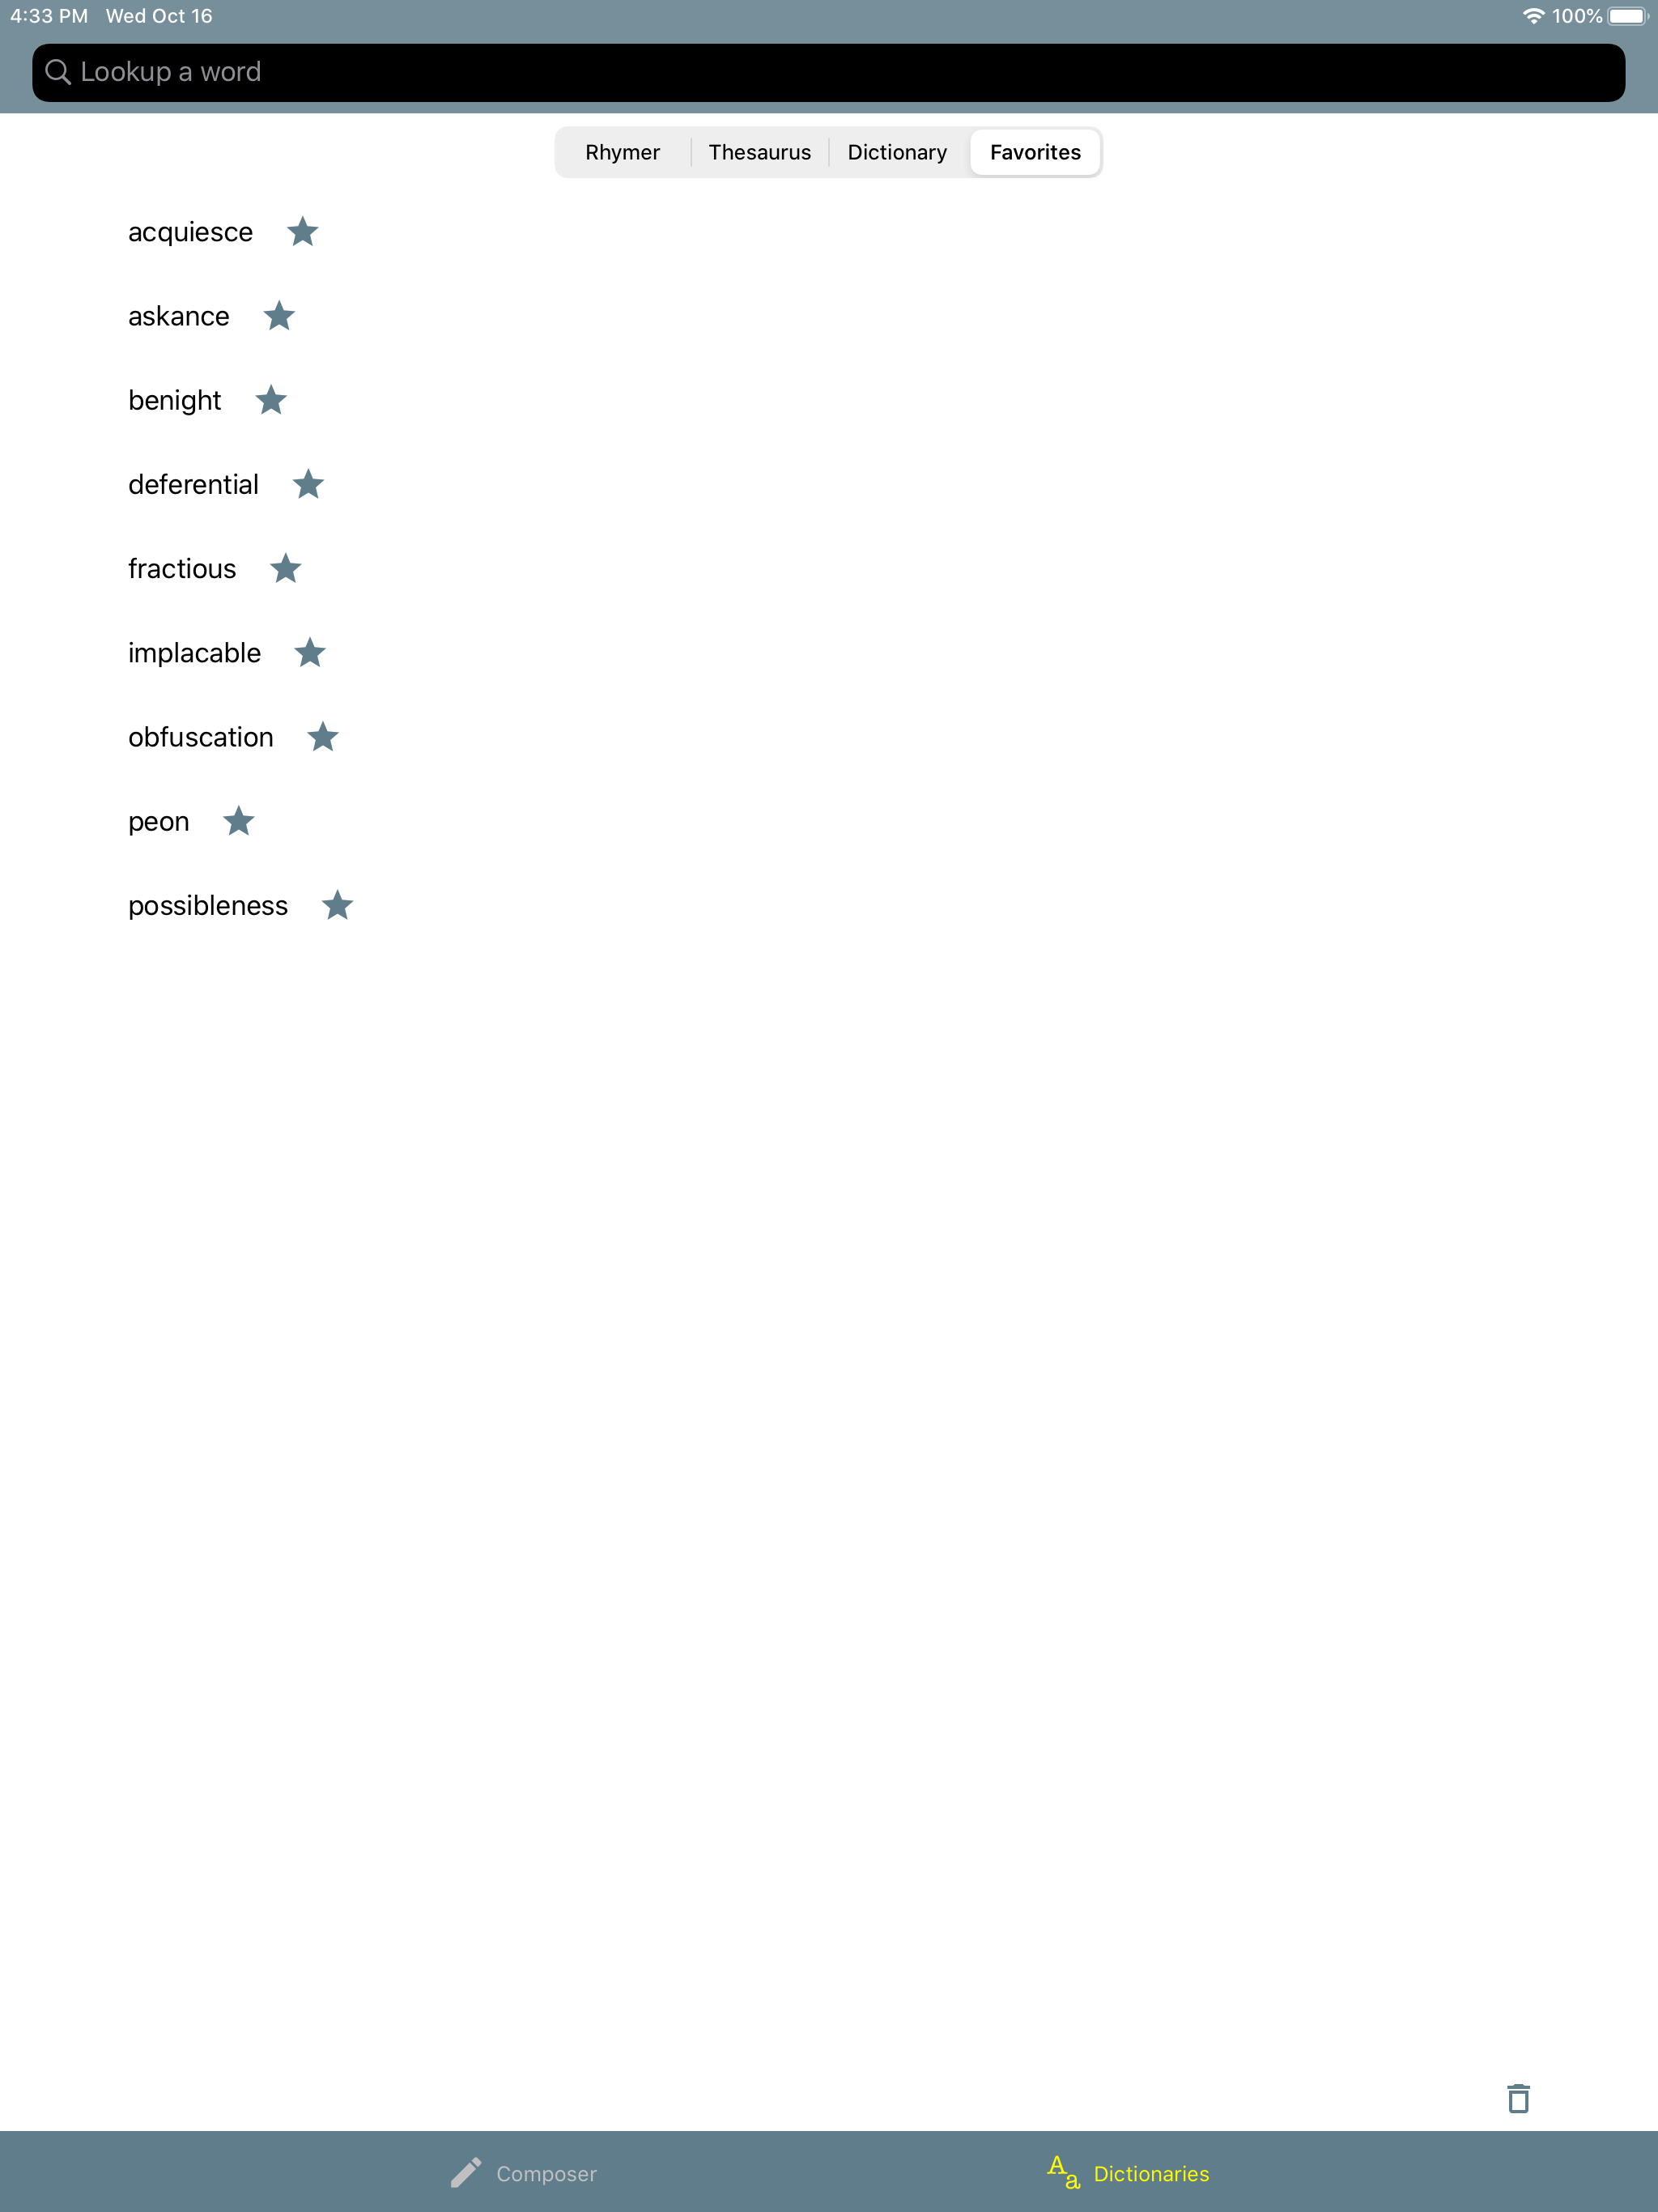 4:33 PM Wed Oct 16 100%
Lookup a word
Rhymer Thesaurus Dictionary Favorites
acquiesce
askance
benight
deferential
fractious
implacable
obfuscation
peon
possibleness
Composer Aa Dictionaries